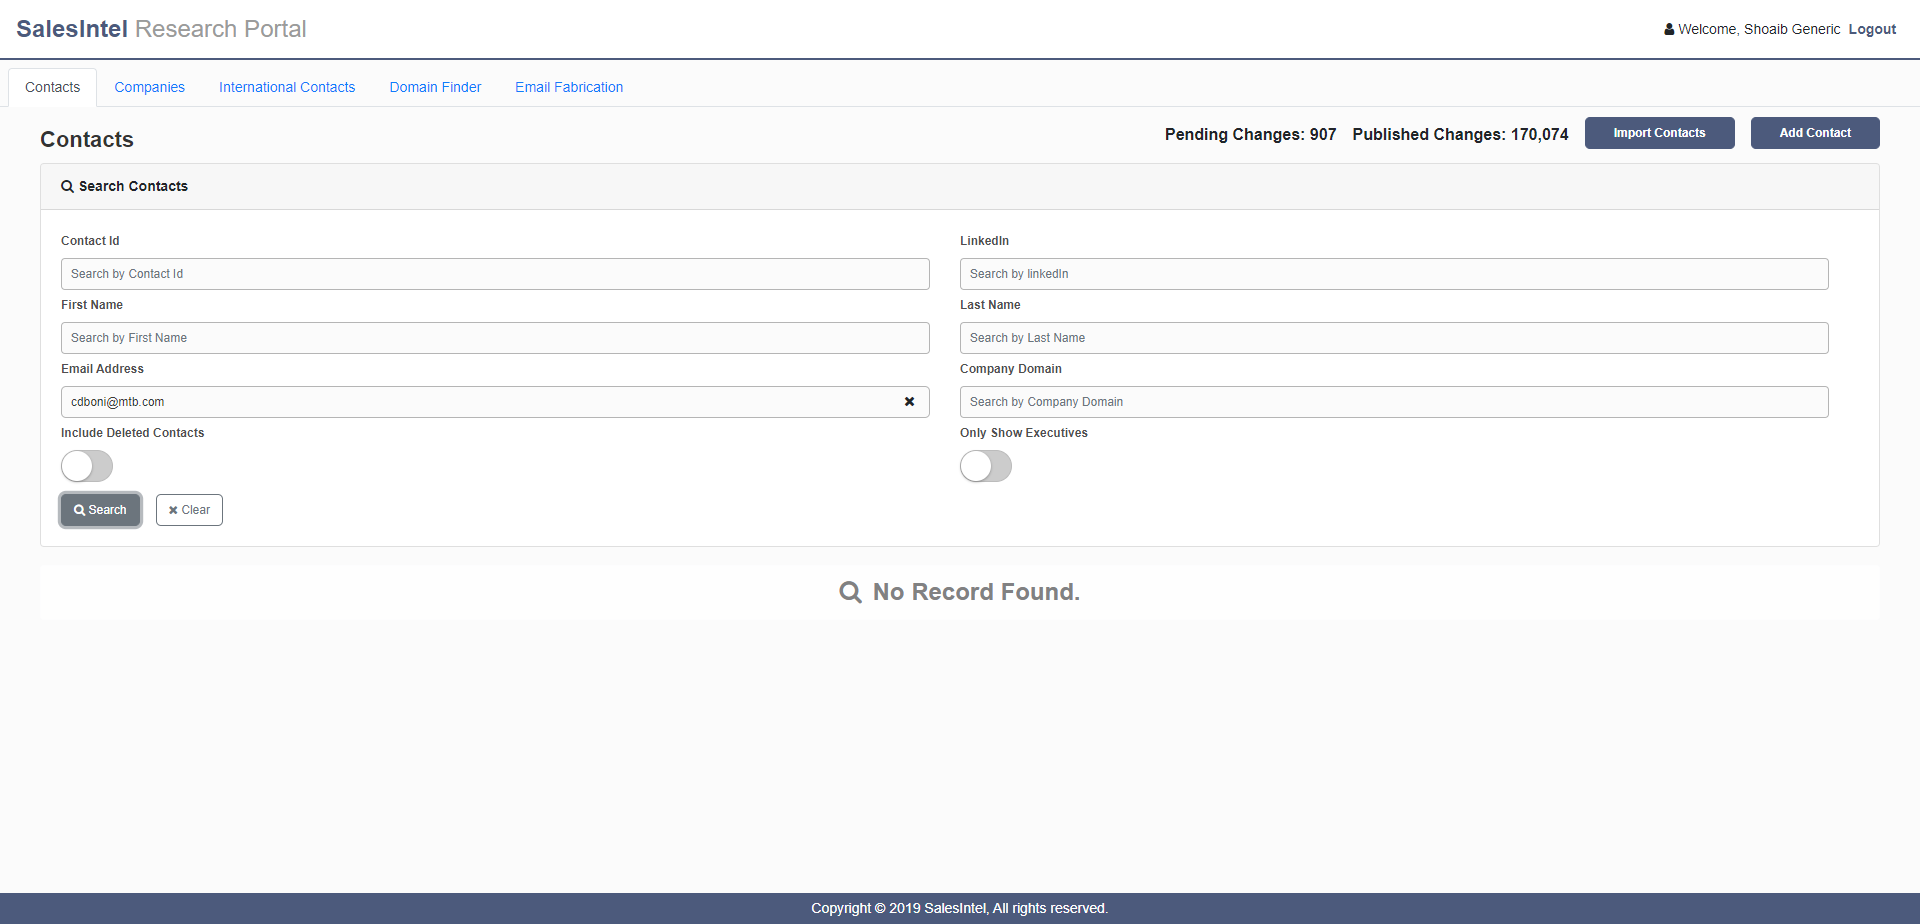 SalesIntel Research Portal
Welcome, Shoaib Generic Logout
Contacts Companies International Contacts Domain Finder Email Fabrication
Contacts
Pending Changes: 907 Published Changes: 170,074 Import Contacts Add Contact
Search Contacts
Contact Id
LinkedIn
Search by Contact Id
Search by linkedIn
First Name
Last Name
Search by First Name
Search by Last Name
Email Address
Company Domain
cdboni@mtb.com
Search by Company Domain
Include Deleted Contacts
Only Show Executives
Search
Clear
No Record Found.
Copyright © 2019 SalesIntel, All rights reserved.